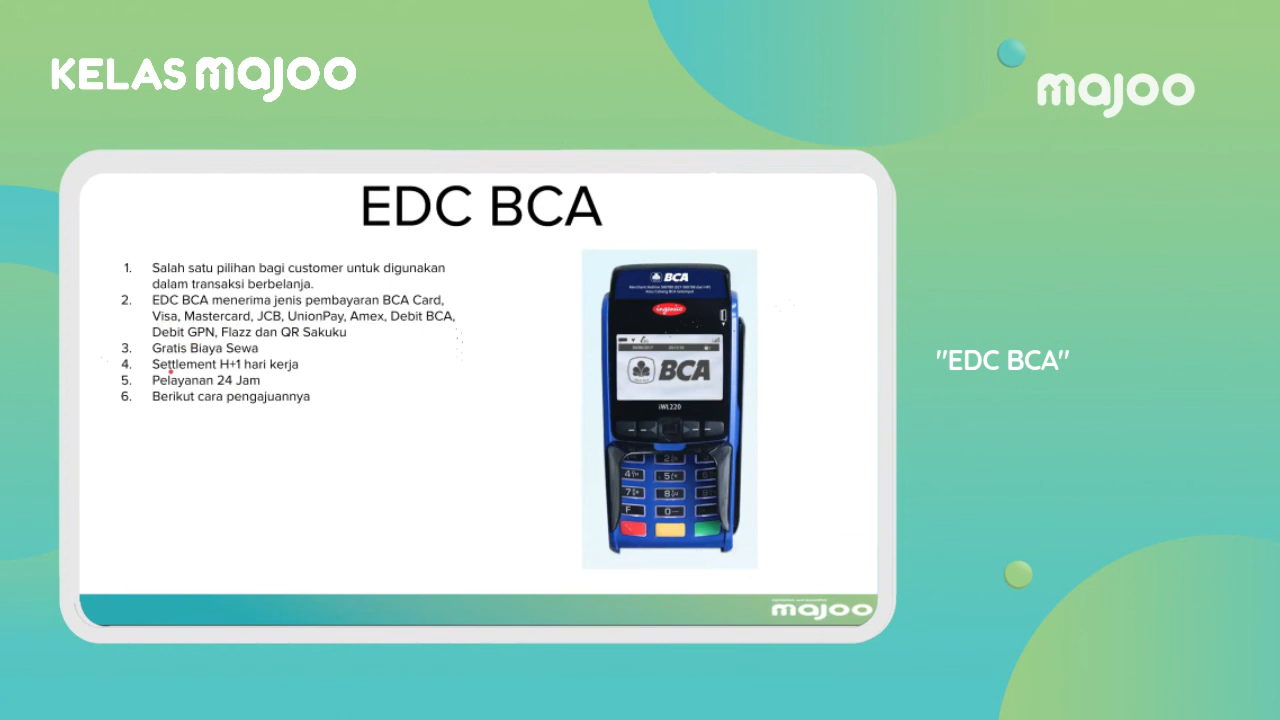 KELAS majoo
majoo
EDC BCA
1. Salah satu pilihan bagi customer untuk digunakan
dalam transaksi berbelanja.
2. EDC BCA menerima jenis pembayaran BCA Card,
Visa, Mastercard, JCB, UnionPay, Amex, Debit BCA,
Debit GPN, Flazz dan QR Sakuku
3. Gratis Biaya Sewa
4. Settlement H+1 hari kerja
5. Pelayanan 24 Jam
6. Berikut cara pengajuannya
BCA
ingenico
BCA
iWL220
"EDC BCA"
majoo